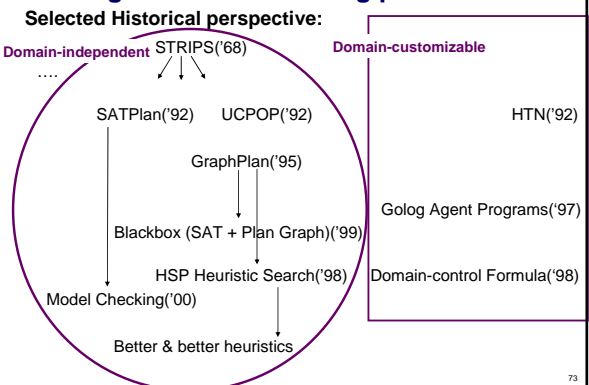 Selected Historical perspective:
Domain-independent STRIPS('68) Domain-customizable
….
SATPlan('92) UCPOP('92) HTN('92)
GraphPlan('95)
Golog Agent Programs('97)
Blackbox (SAT + Plan Graph)('99)
HSP Heuristic Search('98) Domain-control Formula('98)
Model Checking('00)
Better & better heuristics
73